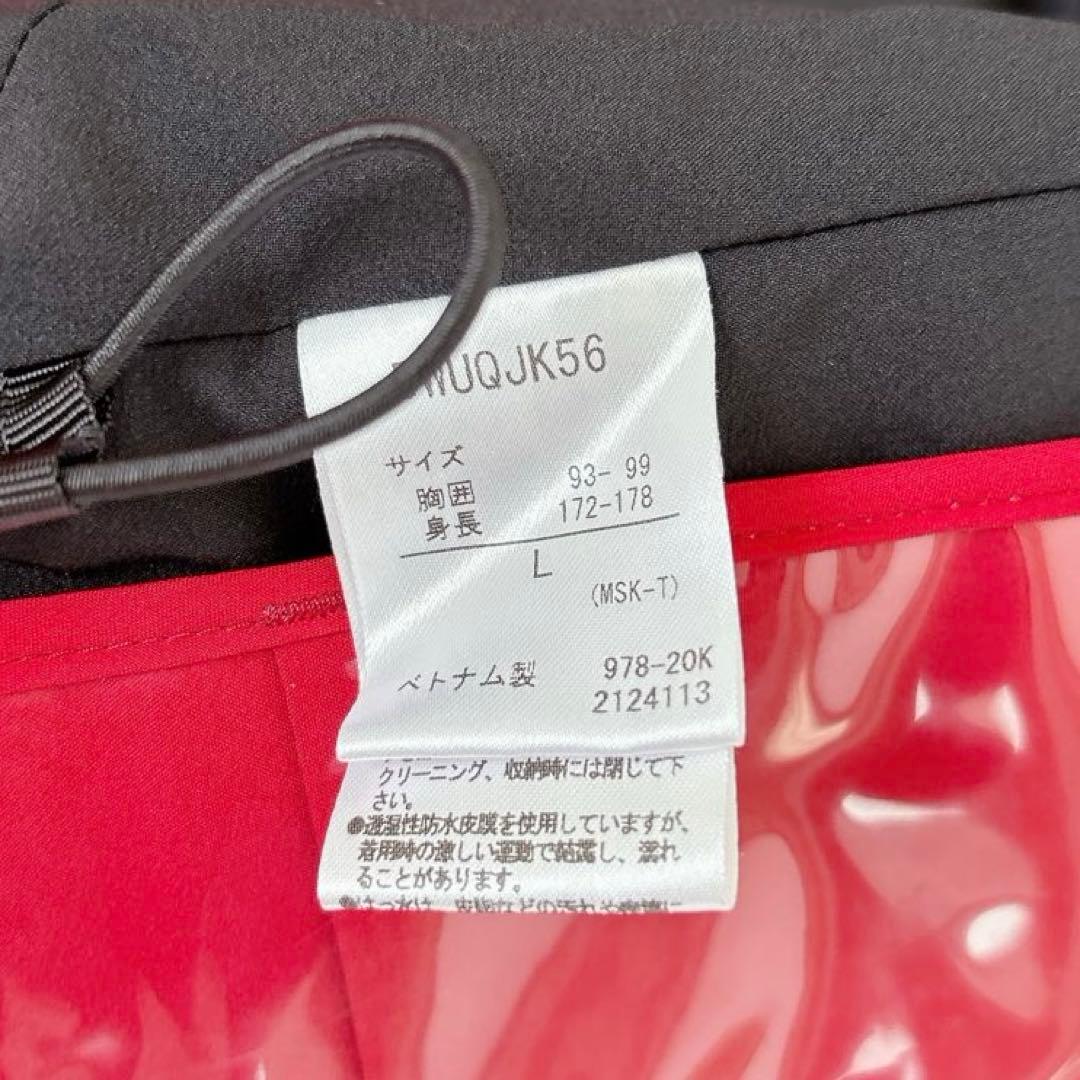 WUQJK56
サイズ
胸囲 93- 99
身長 172-178
L
(MSK-T)
ベトナム製 978-20K
2124113
クリーニング、収納時には閉じて下
さい。
●透湿性防水皮膜を使用していますが、
着用時の激しい運動で結露し、濡れ
ることがあります。